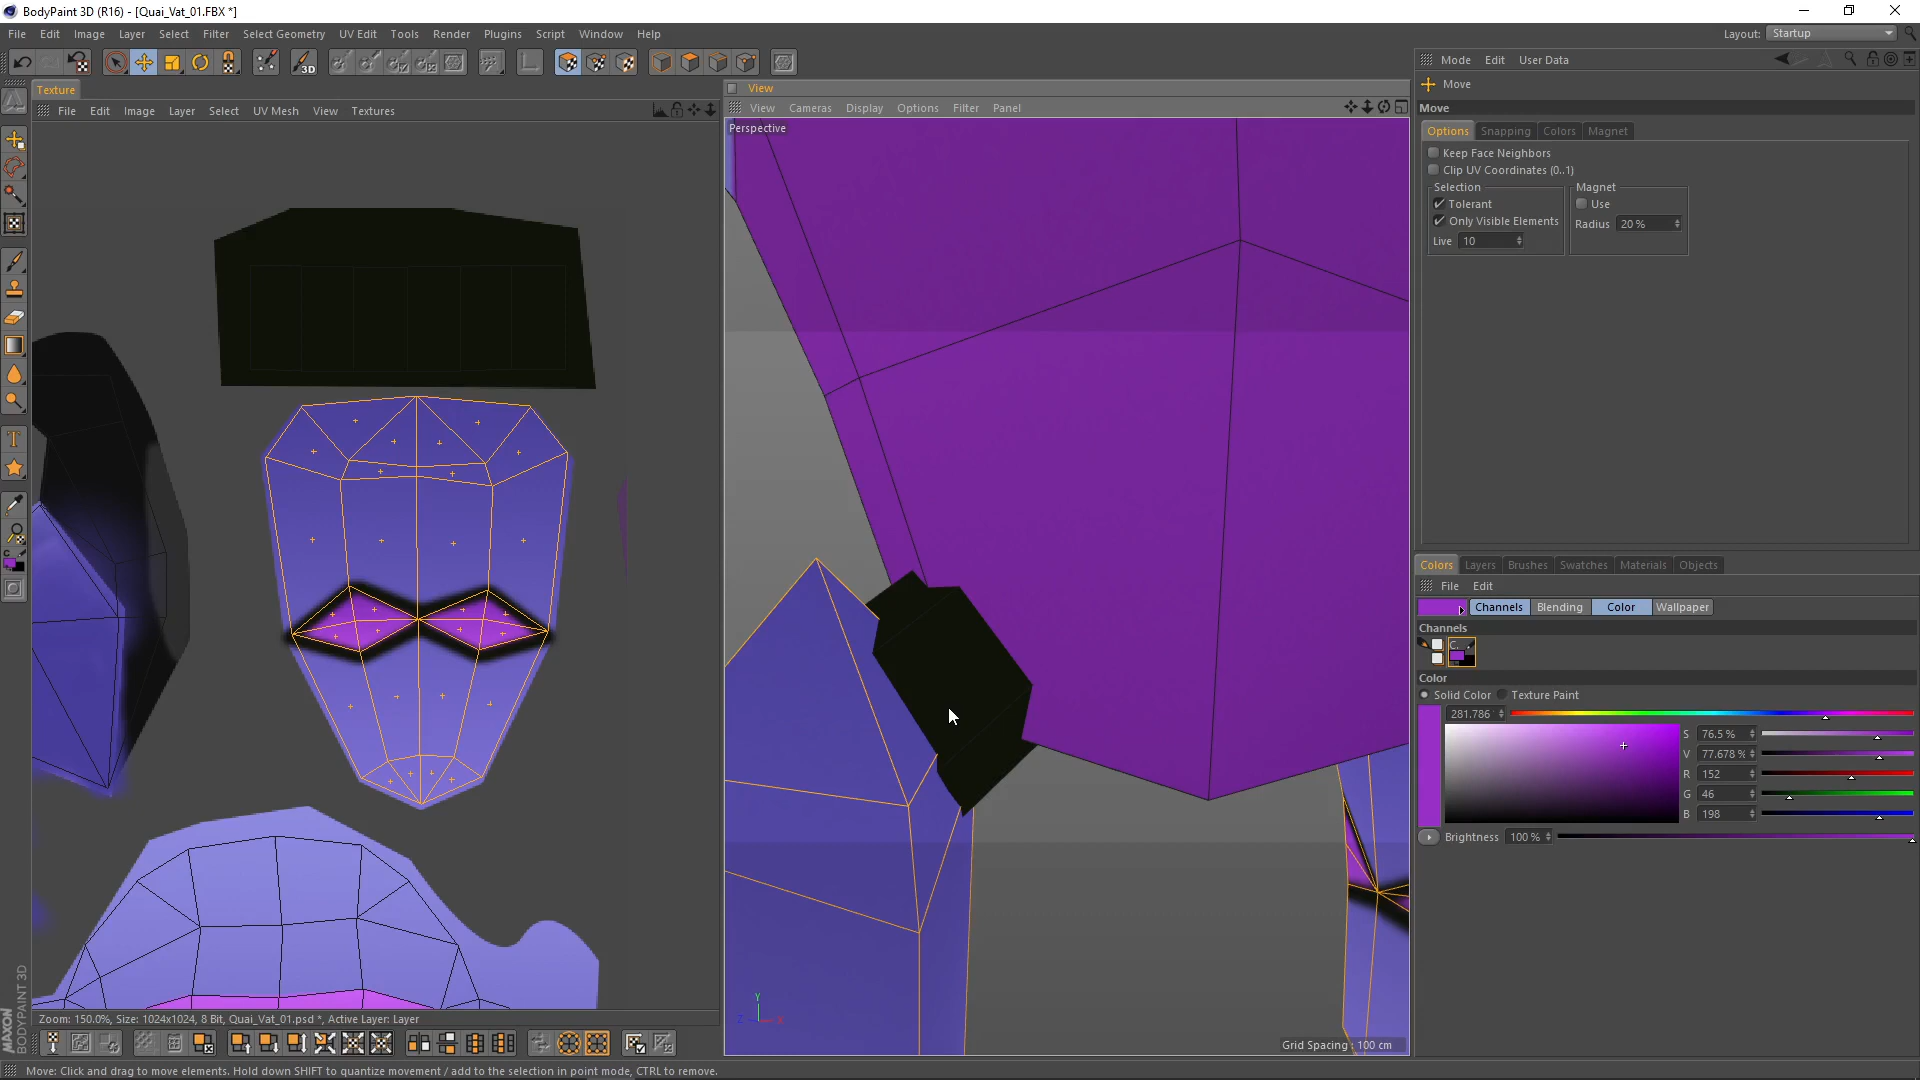 BodyPaint 3D (R16) - [Quai_Vat_01.FBX *]
File Edit Image Layer Select Filter Select Geometry UV Edit Tools Render Plugins Script Window Help
Layout: Startup
Texture
File Edit Image Layer Select UV Mesh View Textures
View
View Cameras Display Options Filter Panel
Perspective
Mode Edit User Data
Move
Move
Options Snapping Colors Magnet
Keep Face Neighbors
Clip UV Coordinates (0..1)
Selection Magnet
Tolerant Use
Only Visible Elements Radius 20 %
Live 10
Colors Layers Brushes Swatches Materials Objects
File Edit
Channels Blending Color Wallpaper
Channels
Color
Solid Color Texture Paint
281.786 °
S 76.5 %
V 77.678 %
R 152
G 46
B 198
Brightness 100 %
Y
Z X
Grid Spacing : 100 cm
Zoom: 150.0%, Size: 1024x1024, 8 Bit, Quai_Vat_01.psd *, Active Layer: Layer
MAXON
BODYPAINT 3D
Move: Click and drag to move elements. Hold down SHIFT to quantize movement / add to the selection in point mode, CTRL to remove.